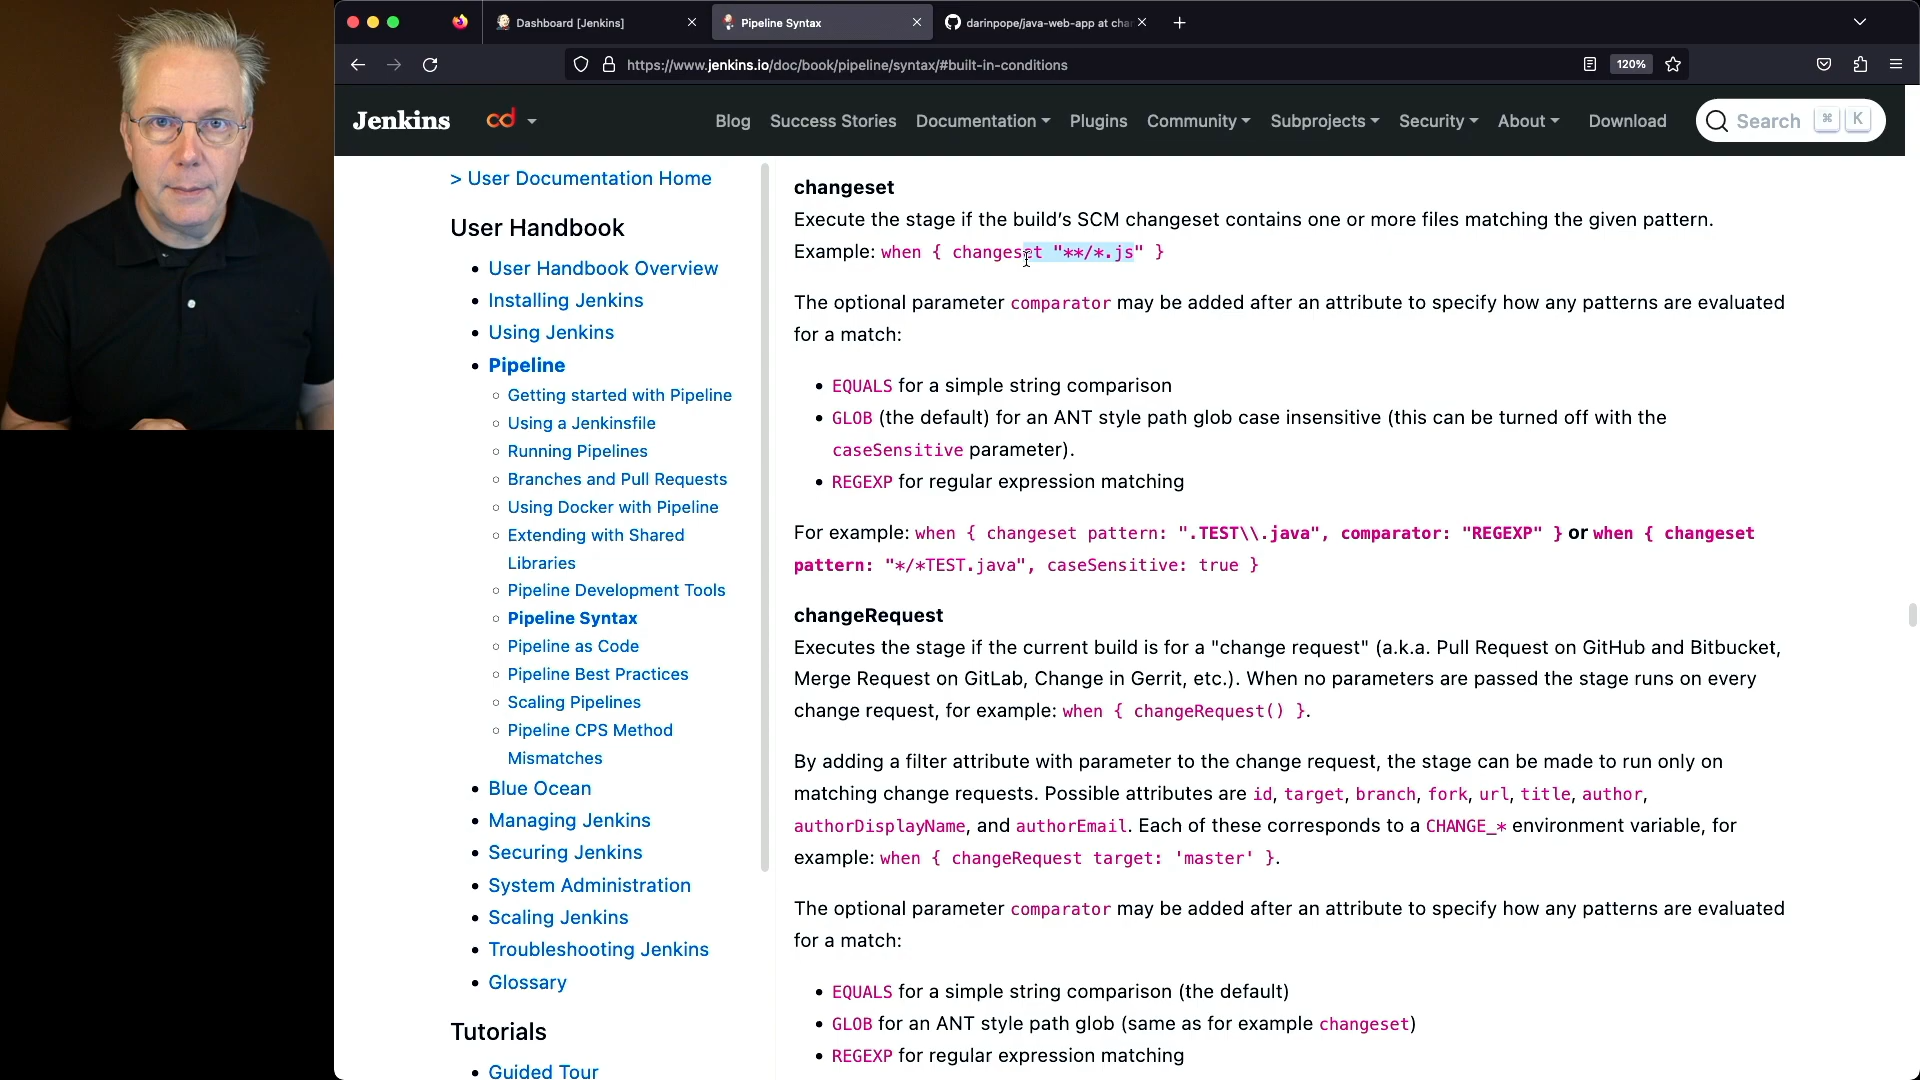 Dashboard [Jenkins]
Pipeline Syntax
darinpope/java-web-app at cha
https://www.jenkins.io/doc/book/pipeline/syntax/#built-in-conditions
120%
Jenkins
cd
Blog
Success Stories
Documentation
Plugins
Community
Subprojects
Security
About
Download
Search
⌘
K
> User Documentation Home
User Handbook
User Handbook Overview
Installing Jenkins
Using Jenkins
Pipeline
Getting started with Pipeline
Using a Jenkinsfile
Running Pipelines
Branches and Pull Requests
Using Docker with Pipeline
Extending with Shared
Libraries
Pipeline Development Tools
Pipeline Syntax
Pipeline as Code
Pipeline Best Practices
Scaling Pipelines
Pipeline CPS Method
Mismatches
Blue Ocean
Managing Jenkins
Securing Jenkins
System Administration
Scaling Jenkins
Troubleshooting Jenkins
Glossary
Tutorials
Guided Tour
changeset
Execute the stage if the build’s SCM changeset contains one or more files matching the given pattern.
Example: when { changeset "**/*.js" }
The optional parameter comparator may be added after an attribute to specify how any patterns are evaluated
for a match:
EQUALS for a simple string comparison
GLOB (the default) for an ANT style path glob case insensitive (this can be turned off with the
caseSensitive parameter).
REGEXP for regular expression matching
For example: when { changeset pattern: ".TEST\\.java", comparator: "REGEXP" } or when { changeset
pattern: "*/*TEST.java", caseSensitive: true }
changeRequest
Executes the stage if the current build is for a "change request" (a.k.a. Pull Request on GitHub and Bitbucket,
Merge Request on GitLab, Change in Gerrit, etc.). When no parameters are passed the stage runs on every
change request, for example: when { changeRequest() }.
By adding a filter attribute with parameter to the change request, the stage can be made to run only on
matching change requests. Possible attributes are id, target, branch, fork, url, title, author,
authorDisplayName, and authorEmail. Each of these corresponds to a CHANGE_* environment variable, for
example: when { changeRequest target: 'master' }.
The optional parameter comparator may be added after an attribute to specify how any patterns are evaluated
for a match:
EQUALS for a simple string comparison (the default)
GLOB for an ANT style path glob (same as for example changeset)
REGEXP for regular expression matching